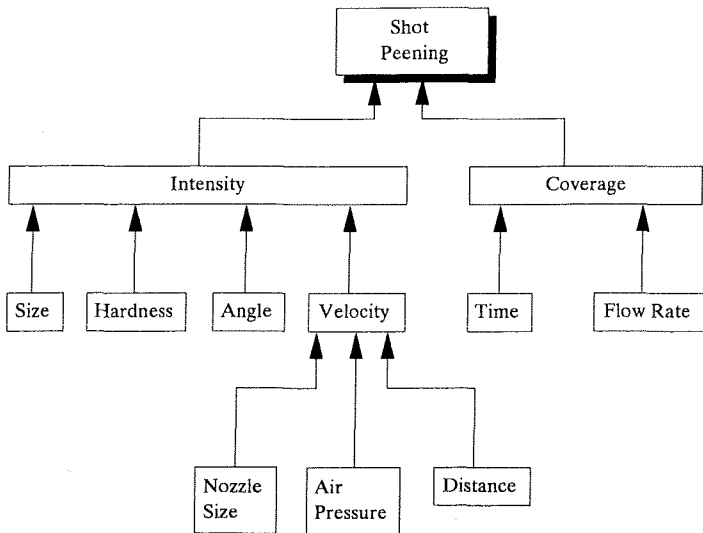 Shot
Peening
Intensity
Coverage
Size
Hardness
Angle
Velocity
Time
Flow Rate
Nozzle
Size
Air
Pressure
Distance